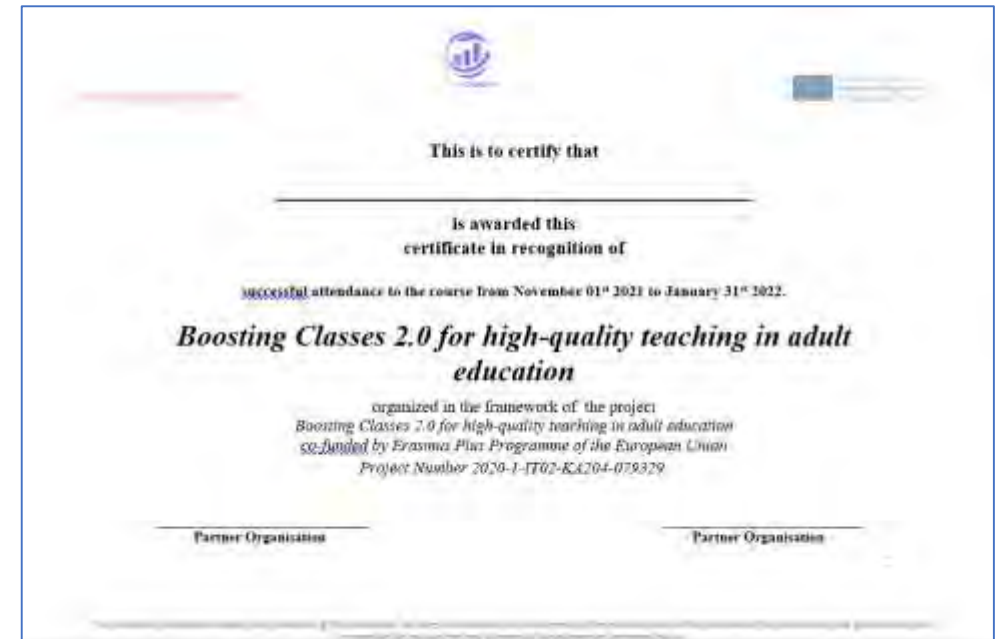 This is to certify that
is awarded this
certificate in recognition of
successful attendance to the course from November 01st 2021 to January 31st 2022.
Boosting Classes 2.0 for high-quality teaching in adult
education
organized in the framework of the project
Boosting Classes 2.0 for high-quality teaching in adult education
co-funded by Erasmus Plus Programme of the European Union
Project Number 2020-1-IT02-KA204-079329
Partner Organisation Partner Organisation